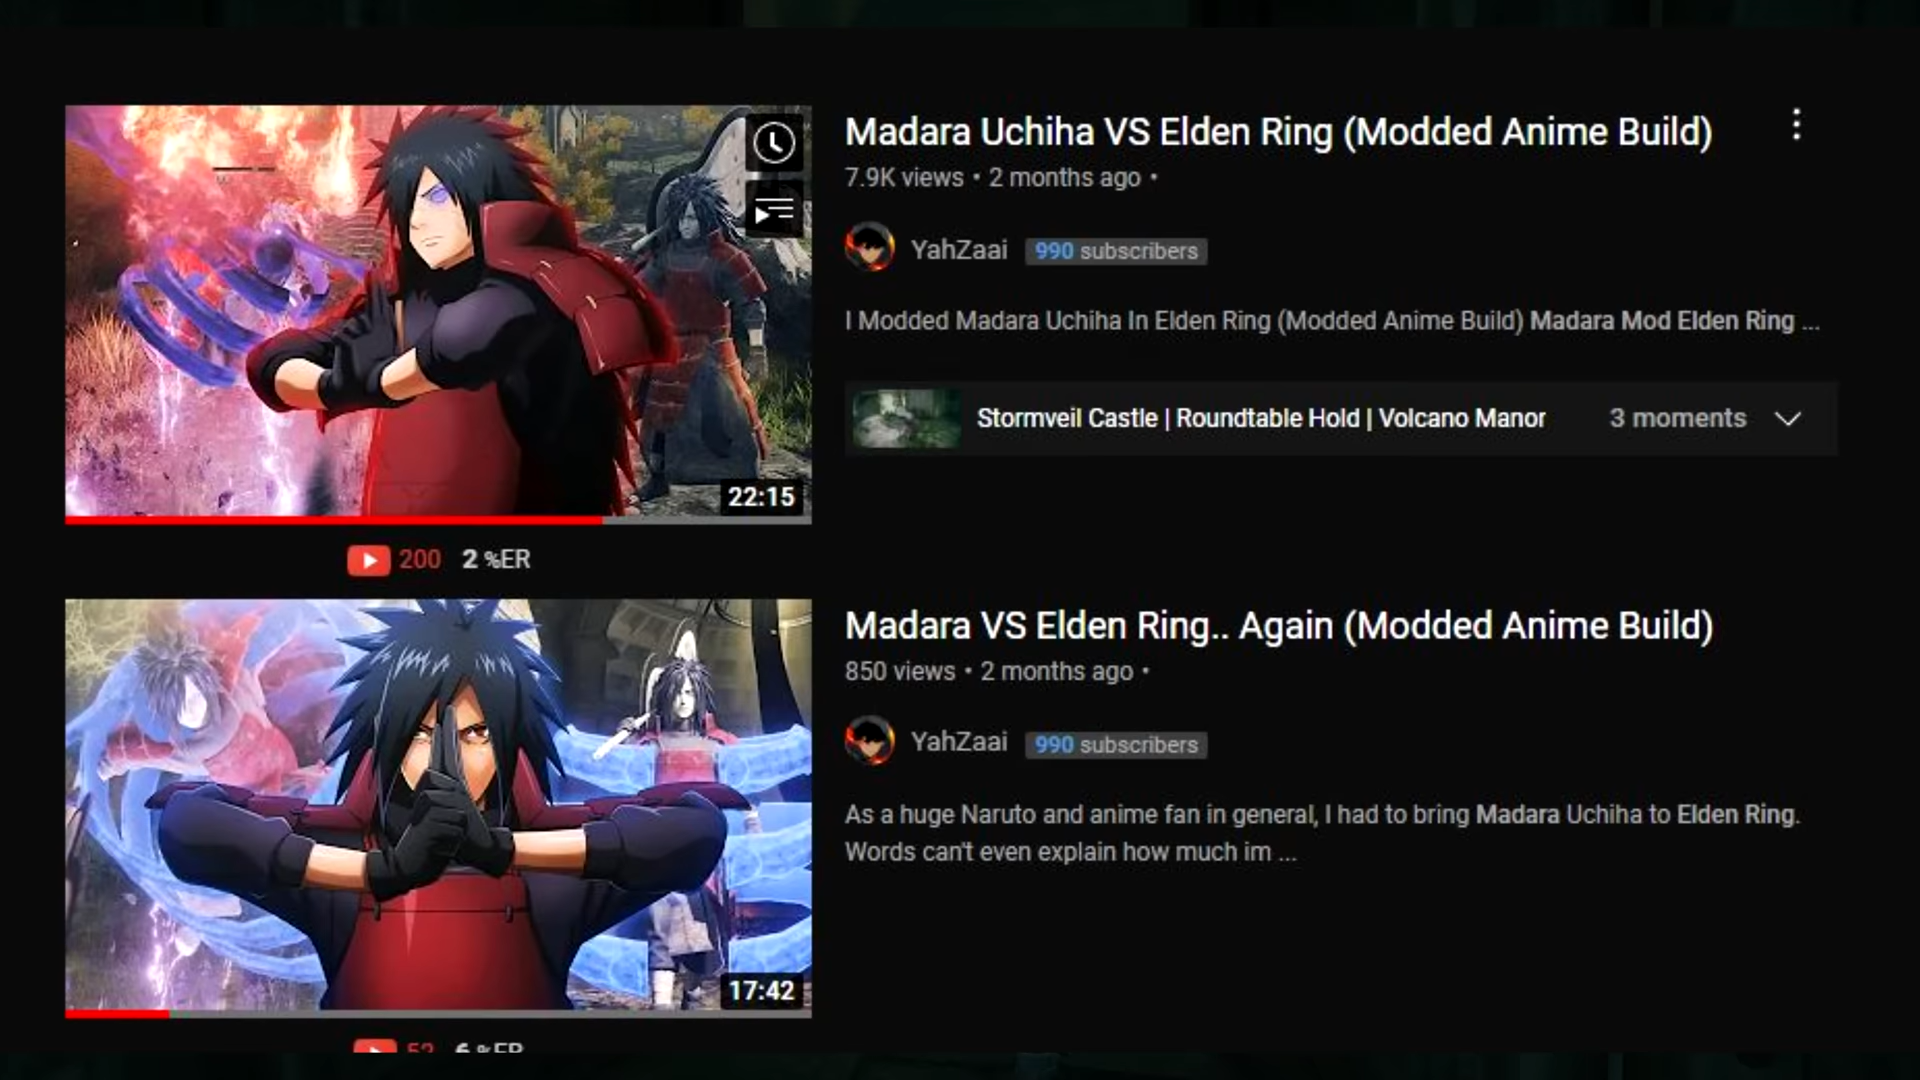 Madara Uchiha VS Elden Ring (Modded Anime Build)
7.9K views • 2 months ago •
YahZaai 990 subscribers
I Modded Madara Uchiha In Elden Ring (Modded Anime Build) Madara Mod Elden Ring ...
Stormveil Castle | Roundtable Hold | Volcano Manor 3 moments
22:15
200 2 %ER
Madara VS Elden Ring.. Again (Modded Anime Build)
850 views • 2 months ago •
YahZaai 990 subscribers
As a huge Naruto and anime fan in general, I had to bring Madara Uchiha to Elden Ring.
Words can't even explain how much im ...
17:42
52 6 %ER